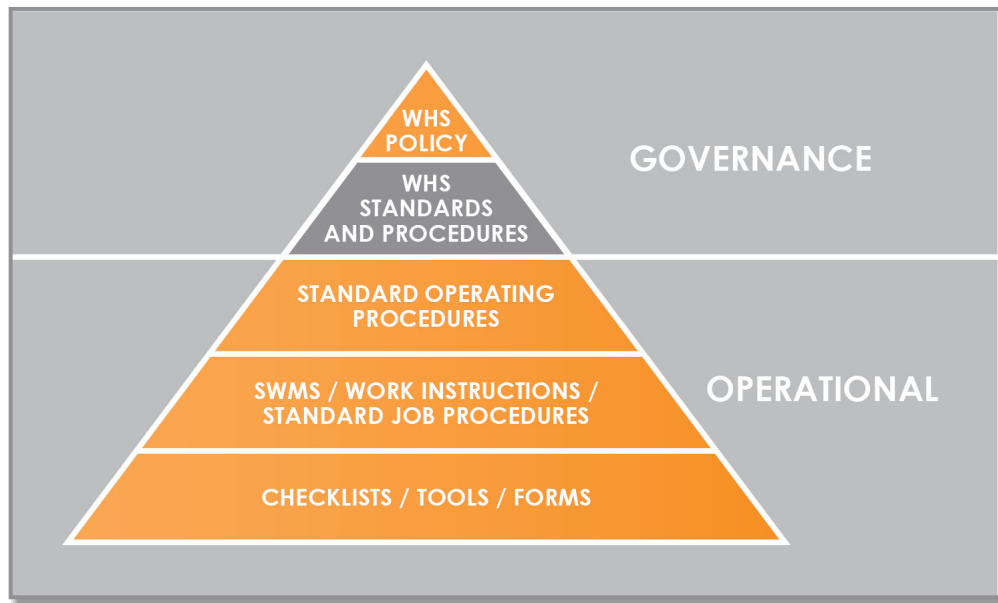 WHS
POLICY
GOVERNANCE
WHS
STANDARDS
AND PROCEDURES
STANDARD OPERATING
PROCEDURES
SWMS / WORK INSTRUCTIONS /
STANDARD JOB PROCEDURES
OPERATIONAL
CHECKLISTS / TOOLS / FORMS